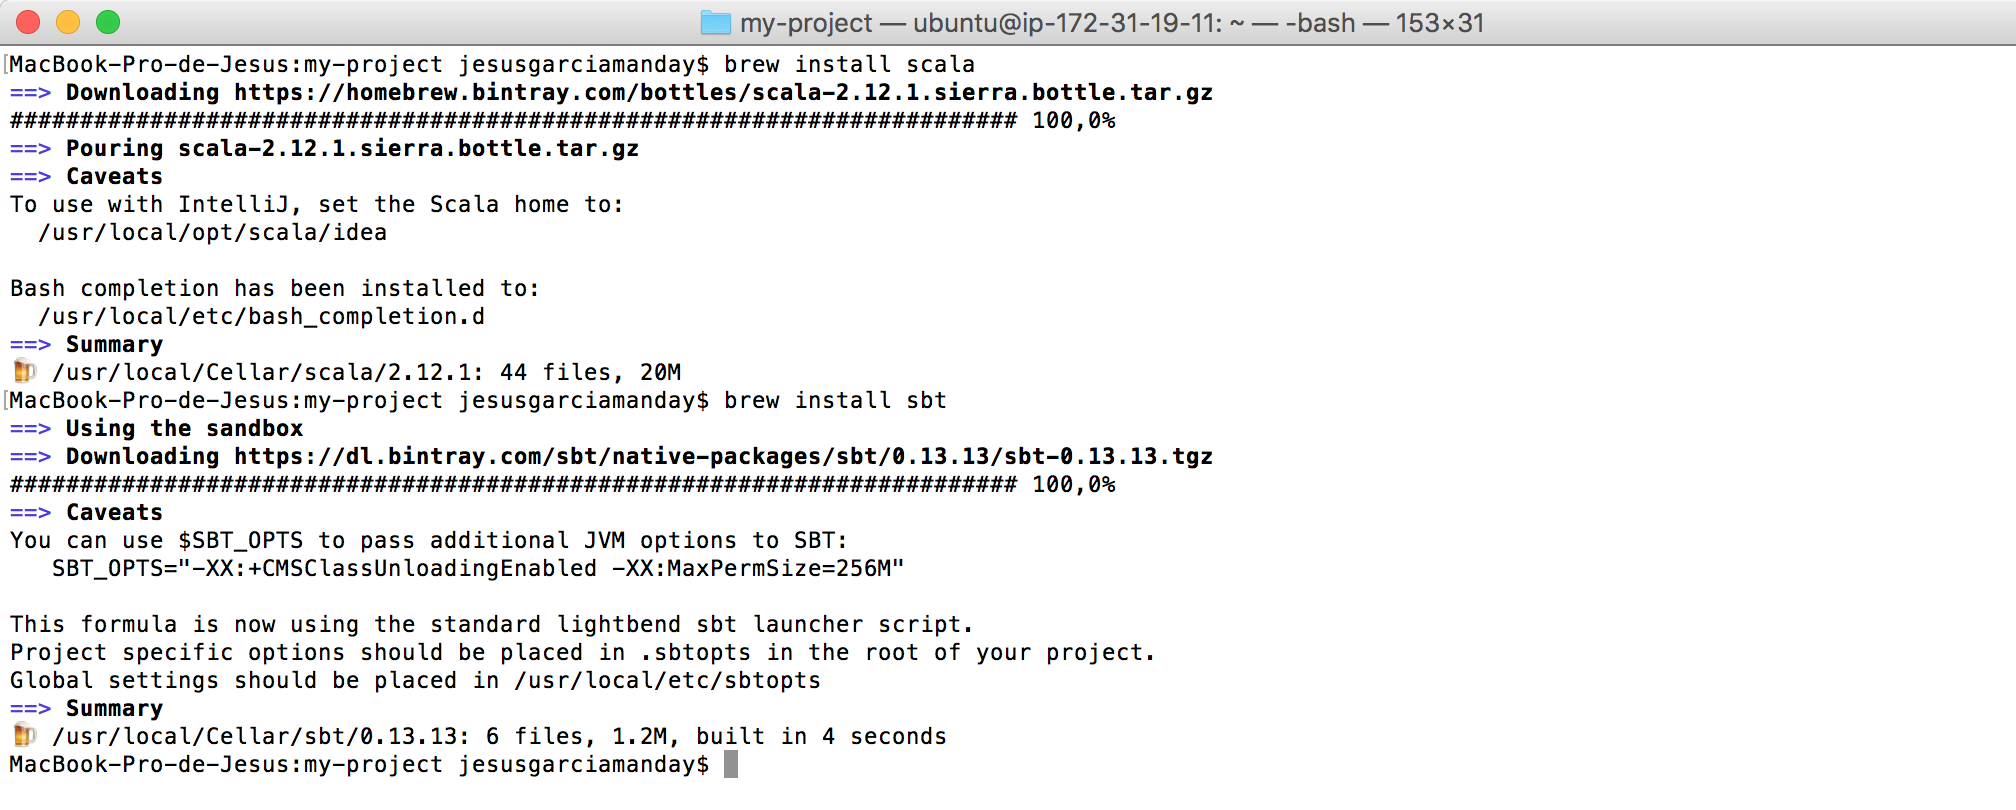 my-project — ubuntu@ip-172-31-19-11: ~ — -bash — 153×31
[MacBook-Pro-de-Jesus:my-project jesusgarciamanday$ brew install scala
==> Downloading https://homebrew.bintray.com/bottles/scala-2.12.1.sierra.bottle.tar.gz
######################################################################## 100,0%
==> Pouring scala-2.12.1.sierra.bottle.tar.gz
==> Caveats
To use with IntelliJ, set the Scala home to:
  /usr/local/opt/scala/idea

Bash completion has been installed to:
  /usr/local/etc/bash_completion.d
==> Summary
🍺 /usr/local/Cellar/scala/2.12.1: 44 files, 20M
[MacBook-Pro-de-Jesus:my-project jesusgarciamanday$ brew install sbt
==> Using the sandbox
==> Downloading https://dl.bintray.com/sbt/native-packages/sbt/0.13.13/sbt-0.13.13.tgz
######################################################################## 100,0%
==> Caveats
You can use $SBT_OPTS to pass additional JVM options to SBT:
   SBT_OPTS="-XX:+CMSClassUnloadingEnabled -XX:MaxPermSize=256M"

This formula is now using the standard lightbend sbt launcher script.
Project specific options should be placed in .sbtopts in the root of your project.
Global settings should be placed in /usr/local/etc/sbtopts
==> Summary
🍺 /usr/local/Cellar/sbt/0.13.13: 6 files, 1.2M, built in 4 seconds
MacBook-Pro-de-Jesus:my-project jesusgarciamanday$